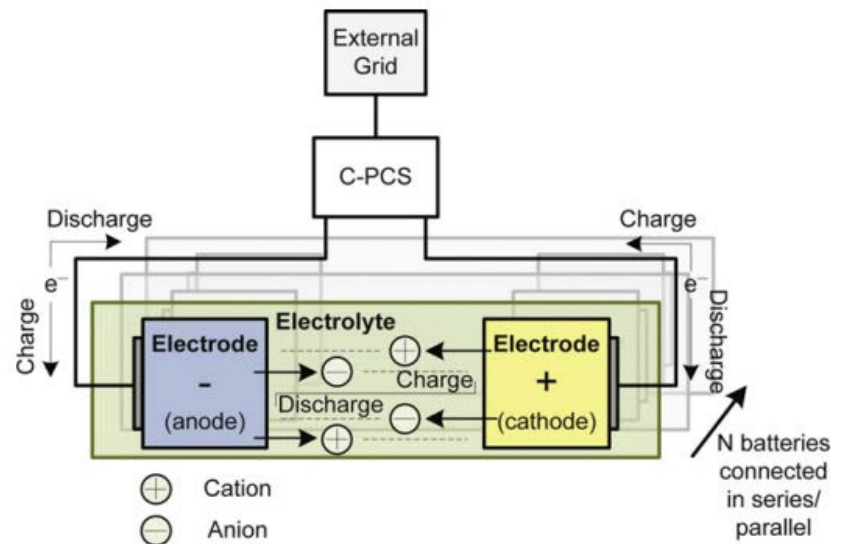 External
Grid
C-PCS
Discharge
Charge
e⁻
e⁻
Charge
Discharge
Electrolyte
Electrode
-
(anode)
+
-
Charge
Discharge
-
+
Electrode
+
(cathode)
N batteries
connected
in series/
parallel
+ Cation
- Anion